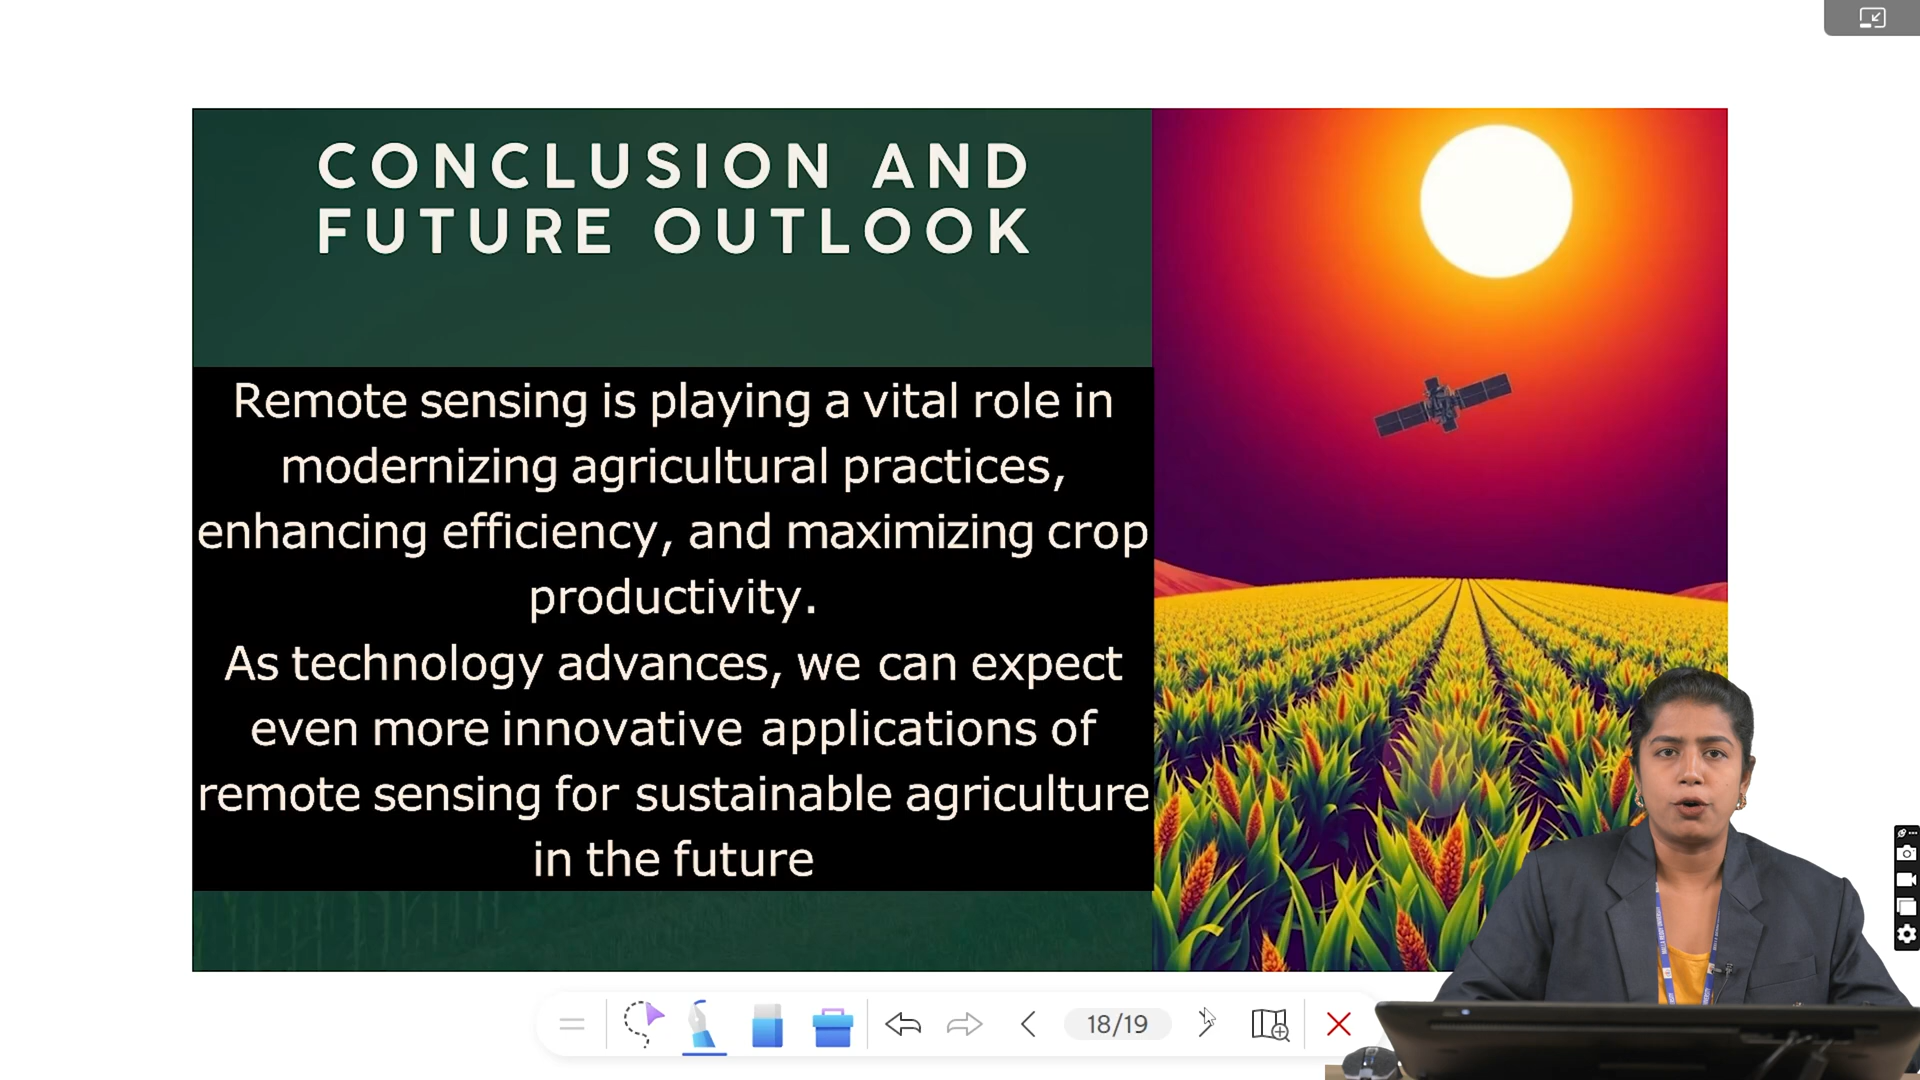 CONCLUSION AND
FUTURE OUTLOOK
Remote sensing is playing a vital role in
modernizing agricultural practices,
enhancing efficiency, and maximizing crop
productivity.
As technology advances, we can expect
even more innovative applications of
remote sensing for sustainable agriculture
in the future
18/19